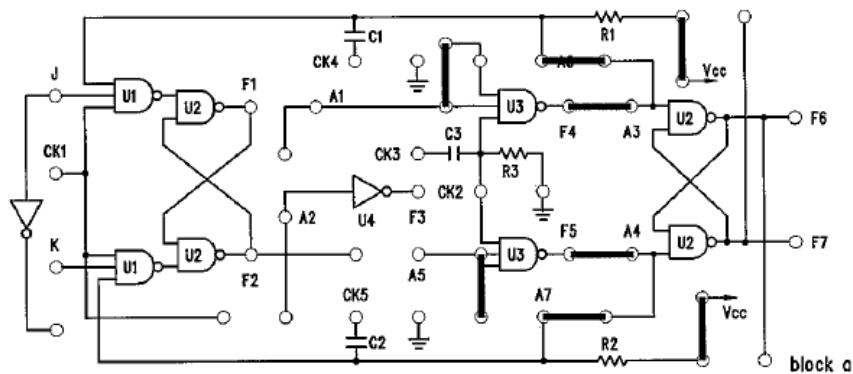 C1
R1
CK4
A6
Vcc
J
U1
U2
F1
A1
U3
U2
F6
F4
A3
CK1
C3
CK3
R3
CK2
A2
U4
F3
K
U1
U2
F2
A5
U3
F5
A4
U2
F7
CK5
A7
Vcc
C2
R2
block a